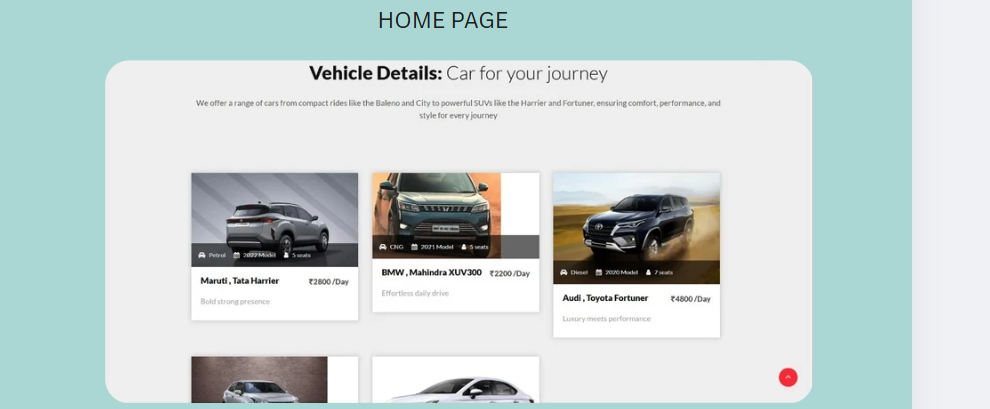 HOME PAGE
Vehicle Details: Car for your journey
We offer a range of cars from compact rides like the Baleno and City to powerful SUVs like the Harrier and Fortuner, ensuring comfort, performance, and
style for every journey
Petrol 2022 Model 5 seats
Maruti , Tata Harrier ₹2800 /Day
Bold strong presence
CNG 2021 Model 5 seats
BMW , Mahindra XUV300 ₹2200 /Day
Effortless daily drive
Diesel 2020 Model 7 seats
Audi , Toyota Fortuner ₹4800 /Day
Luxury meets performance